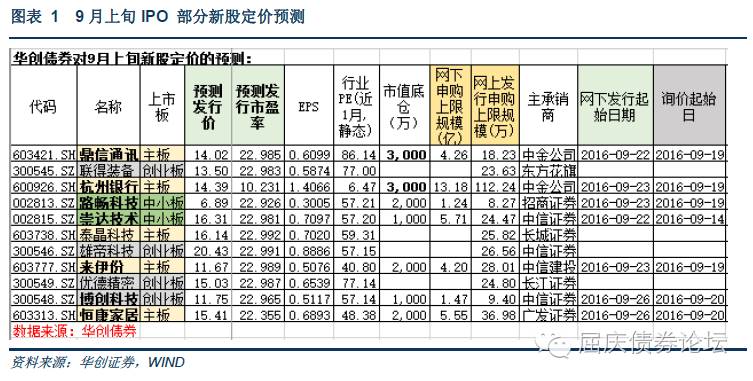 图表 1 9 月上旬 IPO 部分新股定价预测
华创债券对9月上旬新股定价的预测:
代码 名称 上市板 预测发行价 预测发行市盈率 EPS 行业PE(近1月,静态) 市值底仓(万) 网下申购上限规模(亿) 网上发行申购上限规模(万) 主承销商 网下发行起始日期 询价起始日
603421.SH 鼎信通讯 主板 14.02 22.985 0.6099 86.14 3,000 4.26 18.23 中金公司 2016-09-22 2016-09-19
300545.SZ 联得装备 创业板 13.50 22.983 0.5874 77.00 23.63 东方花旗
600926.SH 杭州银行 主板 14.39 10.231 1.4066 6.47 3,000 13.18 112.24 中金公司 2016-09-23 2016-09-19
002813.SZ 路畅科技 中小板 6.89 22.926 0.3005 57.21 2,000 1.24 8.27 招商证券 2016-09-23 2016-09-19
002815.SZ 崇达技术 中小板 16.31 22.981 0.7097 57.20 1,000 5.71 24.47 中信证券 2016-09-22 2016-09-14
603738.SH 泰晶科技 主板 16.14 22.992 0.7020 59.31 25.82 长城证券
300546.SZ 雄帝科技 创业板 20.43 22.991 0.8886 57.15 26.56 中信证券
603777.SH 来伊份 主板 11.67 22.989 0.5076 40.80 2,000 4.20 28.01 中信建投 2016-09-23 2016-09-19
300549.SZ 优德精密 创业板 15.03 22.987 0.6539 77.14 24.80 长江证券
300548.SZ 博创科技 创业板 11.75 22.965 0.5117 57.14 1,000 1.47 9.40 中信证券 2016-09-26 2016-09-20
603313.SH 恒康家居 主板 15.41 22.355 0.6893 48.38 2,000 5.55 36.98 广发证券 2016-09-26 2016-09-20
数据来源：华创债券
屈庆债券论坛
资料来源：华创证券，WIND